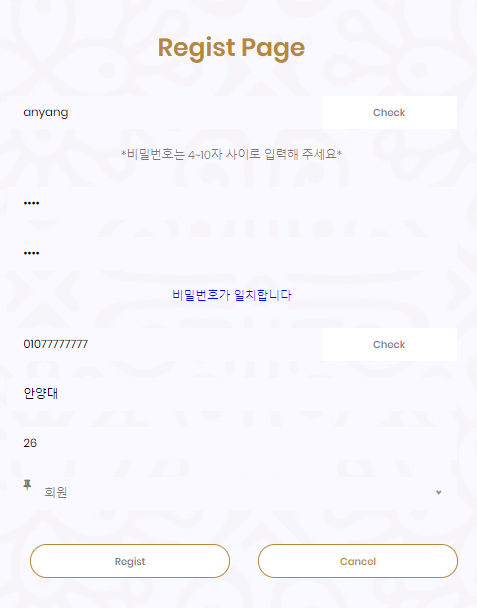 Regist Page
anyang Check
*비밀번호는 4~10자 사이로 입력해 주세요*
••••
••••
비밀번호가 일치합니다
01077777777 Check
안양대
26
회원
Regist Cancel